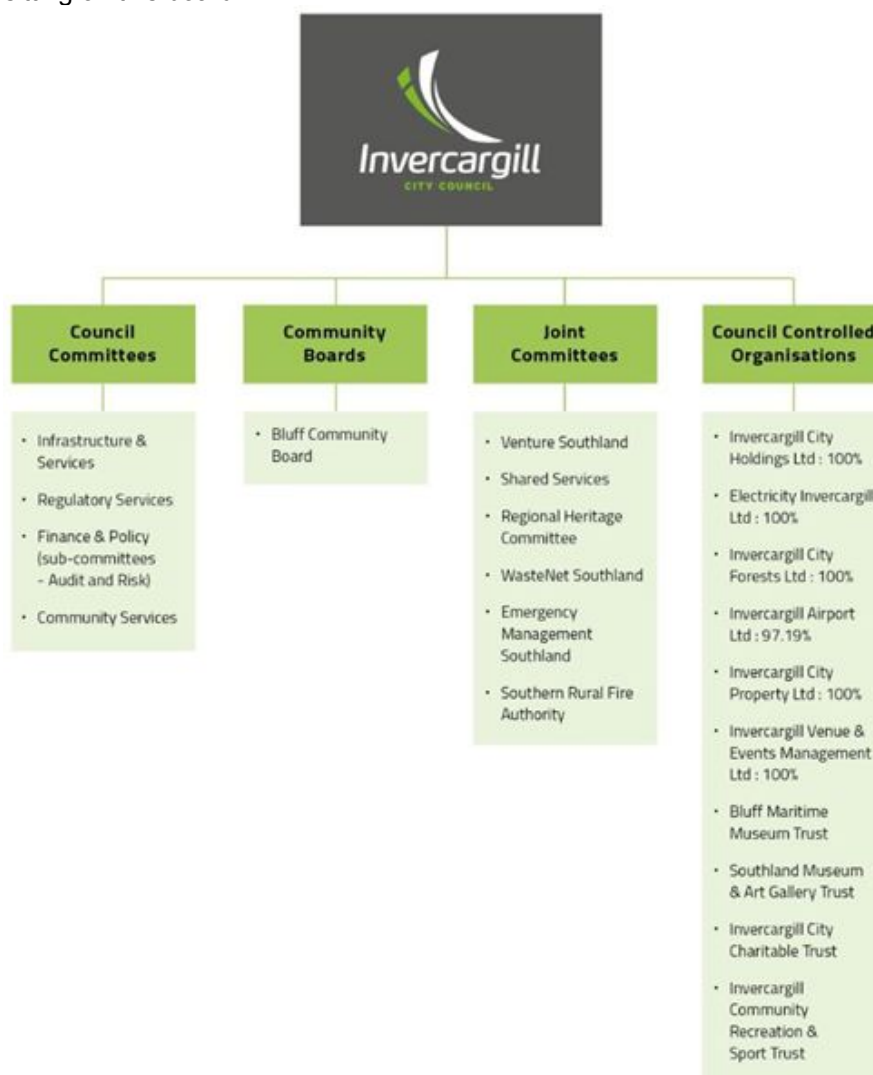 Invercargill
CITY COUNCIL
Council
Committees
• Infrastructure &
Services
• Regulatory Services
• Finance & Policy
(sub-committees
- Audit and Risk)
• Community Services
Community
Boards
• Bluff Community
Board
Joint
Committees
• Venture Southland
• Shared Services
• Regional Heritage
Committee
• WasteNet Southland
• Emergency
Management
Southland
• Southern Rural Fire
Authority
Council Controlled
Organisations
• Invercargill City
Holdings Ltd : 100%
• Electricity Invercargill
Ltd : 100%
• Invercargill City
Forests Ltd : 100%
• Invercargill Airport
Ltd : 97.19%
• Invercargill City
Property Ltd : 100%
• Invercargill Venue &
Events Management
Ltd : 100%
• Bluff Maritime
Museum Trust
• Southland Museum
& Art Gallery Trust
• Invercargill City
Charitable Trust
• Invercargill
Community
Recreation &
Sport Trust